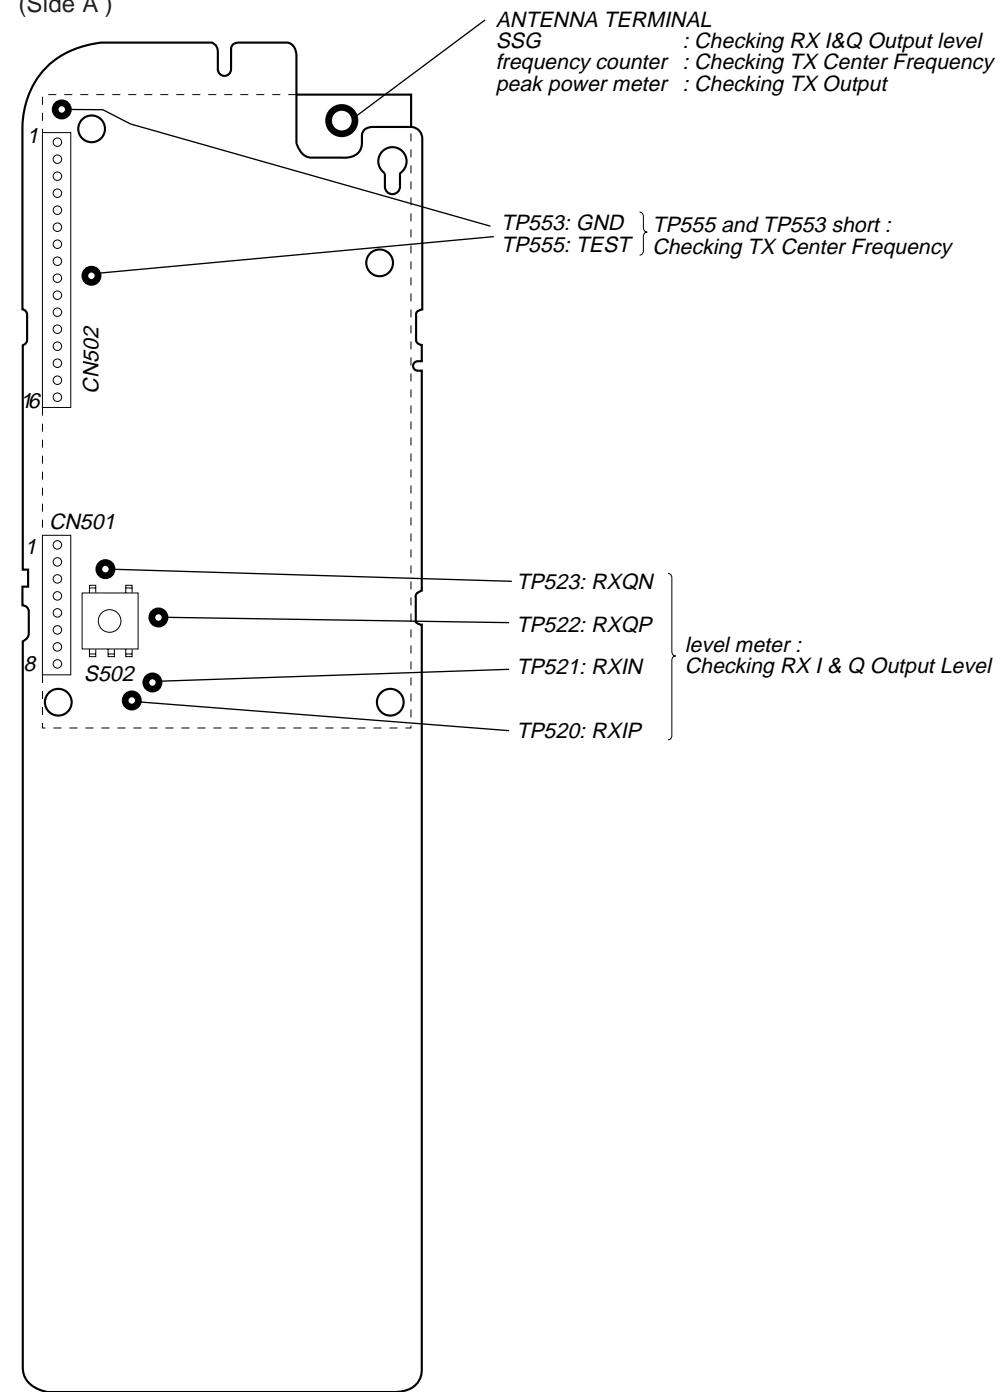 (Side A )
ANTENNA TERMINAL
SSG : Checking RX I&Q Output level
frequency counter : Checking TX Center Frequency
peak power meter : Checking TX Output
1
TP553: GND
TP555: TEST
TP555 and TP553 short :
Checking TX Center Frequency
CN502
16
CN501
1
8
S502
TP523: RXQN
TP522: RXQP
TP521: RXIN
TP520: RXIP
level meter :
Checking RX I & Q Output Level